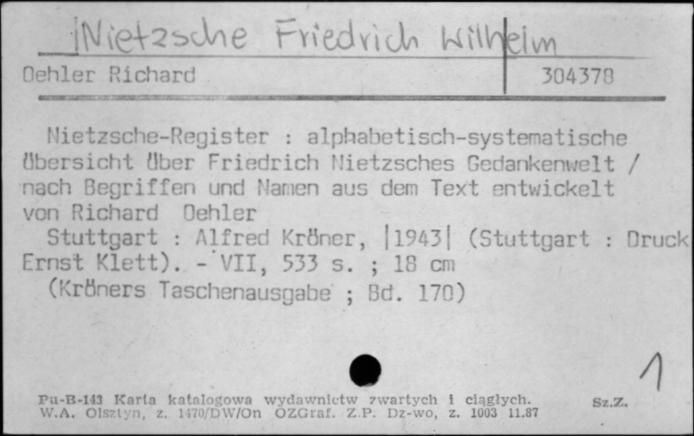 Nietzsche Friedrich Wilhelm
Oehler Richard 304378
Nietzsche-Register : alphabetisch-systematische
Übersicht über Friedrich Nietzsches Gedankenwelt /
nach Begriffen und Namen aus dem Text entwickelt
von Richard Oehler
Stuttgart : Alfred Kröner, |1943| (Stuttgart : Druck
Ernst Klett). - VII, 533 s. ; 18 cm
(Kröners Taschenausgabe ; Bd. 170)
1
Pu-B-143 Karta katalogowa wydawnictw zwartych i ciągłych. Sz.Z.
W.A. Olsztyn, z. 1470/DW/On OZGraf. Z.P. Dz-wo, z. 1003 11.87